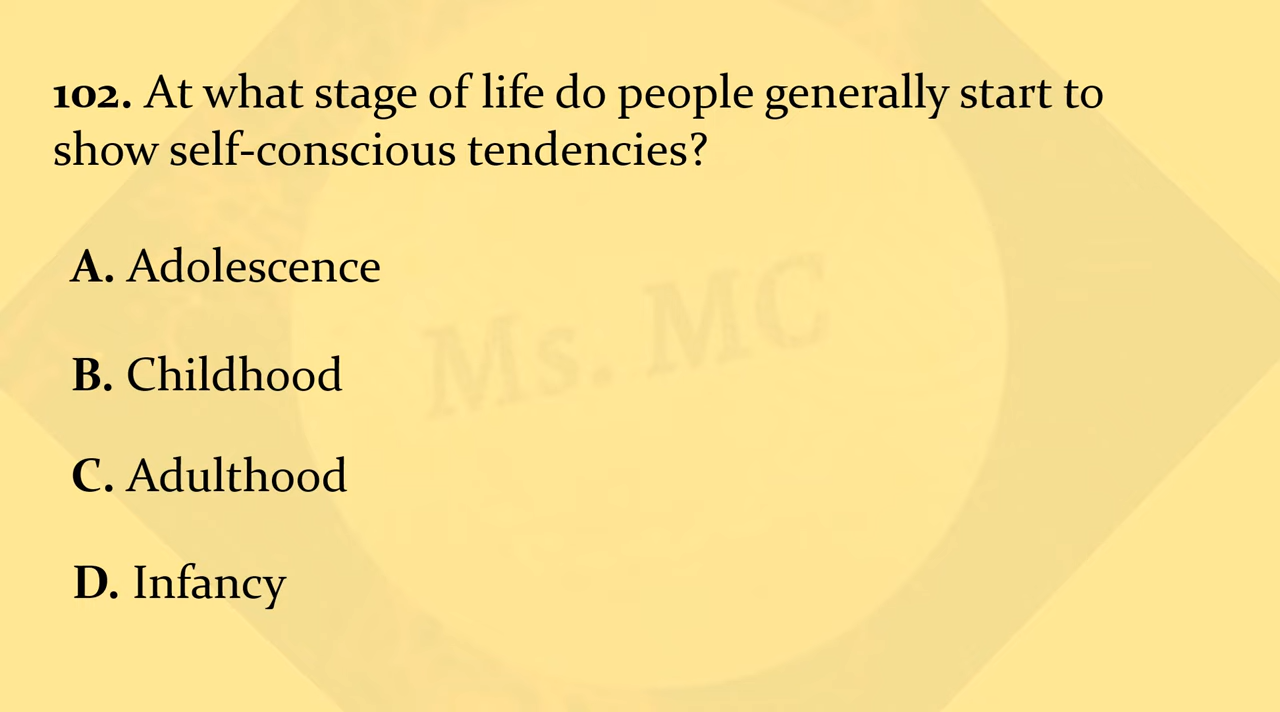 102. At what stage of life do people generally start to
show self-conscious tendencies?
A. Adolescence
B. Childhood
Ms. MC
C. Adulthood
D. Infancy